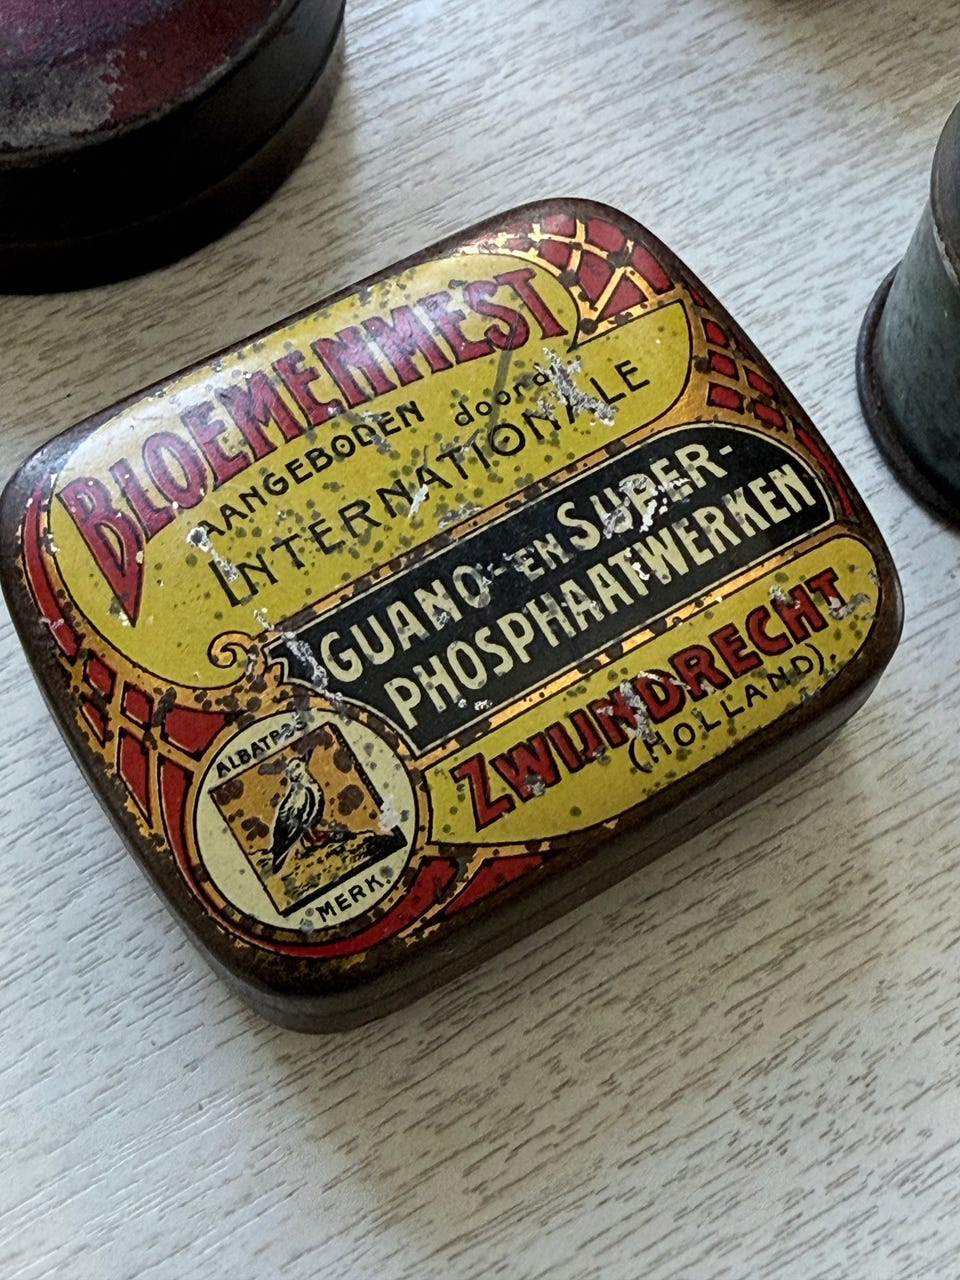 BLOEMENMEST
AANGEBODEN door de
INTERNATIONALE
GUANO- EN SUPER-
PHOSPHAATWERKEN
ZWIJNDRECHT
(HOLLAND).
ALBATROS
MERK.